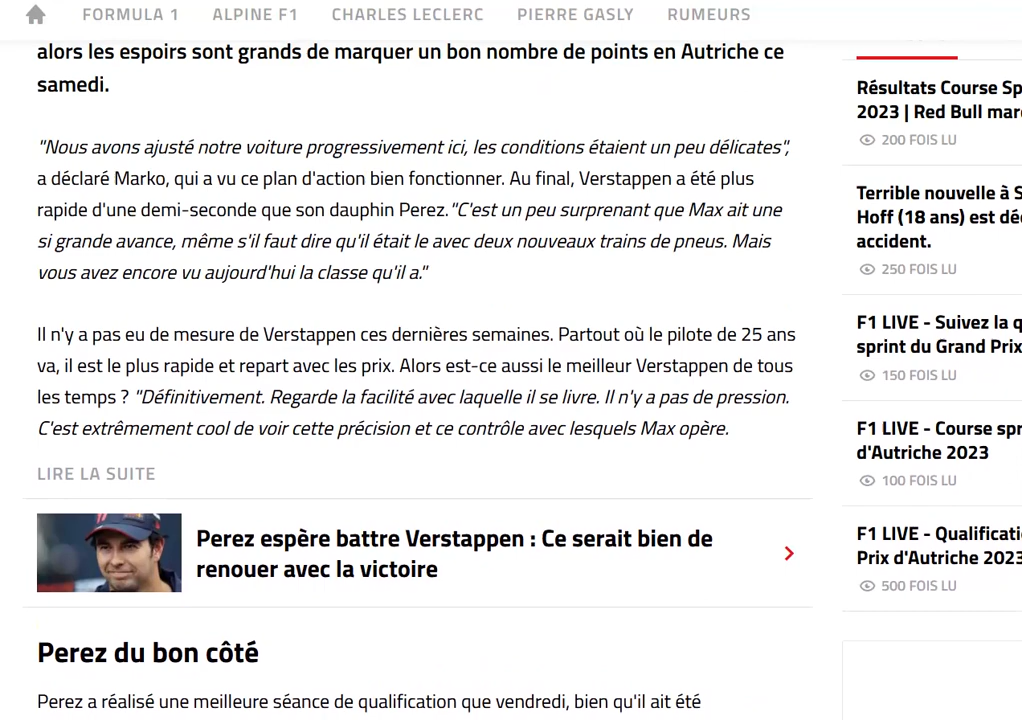 FORMULA 1 ALPINE F1 CHARLES LECLERC PIERRE GASLY RUMEURS
alors les espoirs sont grands de marquer un bon nombre de points en Autriche ce
samedi.
"Nous avons ajusté notre voiture progressivement ici, les conditions étaient un peu délicates",
a déclaré Marko, qui a vu ce plan d'action bien fonctionner. Au final, Verstappen a été plus
rapide d'une demi-seconde que son dauphin Perez."C'est un peu surprenant que Max ait une
si grande avance, même s'il faut dire qu'il était le avec deux nouveaux trains de pneus. Mais
vous avez encore vu aujourd'hui la classe qu'il a."
Il n'y a pas eu de mesure de Verstappen ces dernières semaines. Partout où le pilote de 25 ans
va, il est le plus rapide et repart avec les prix. Alors est-ce aussi le meilleur Verstappen de tous
les temps ? "Définitivement. Regarde la facilité avec laquelle il se livre. Il n'y a pas de pression.
C'est extrêmement cool de voir cette précision et ce contrôle avec lesquels Max opère.
LIRE LA SUITE
Perez espère battre Verstappen : Ce serait bien de
renouer avec la victoire
Perez du bon côté
Perez a réalisé une meilleure séance de qualification que vendredi, bien qu'il ait été
Résultats Course Sp
2023 | Red Bull mar
200 FOIS LU
Terrible nouvelle à S
Hoff (18 ans) est dé
accident.
250 FOIS LU
F1 LIVE - Suivez la q
sprint du Grand Prix
150 FOIS LU
F1 LIVE - Course spr
d'Autriche 2023
100 FOIS LU
F1 LIVE - Qualificati
Prix d'Autriche 2023
500 FOIS LU